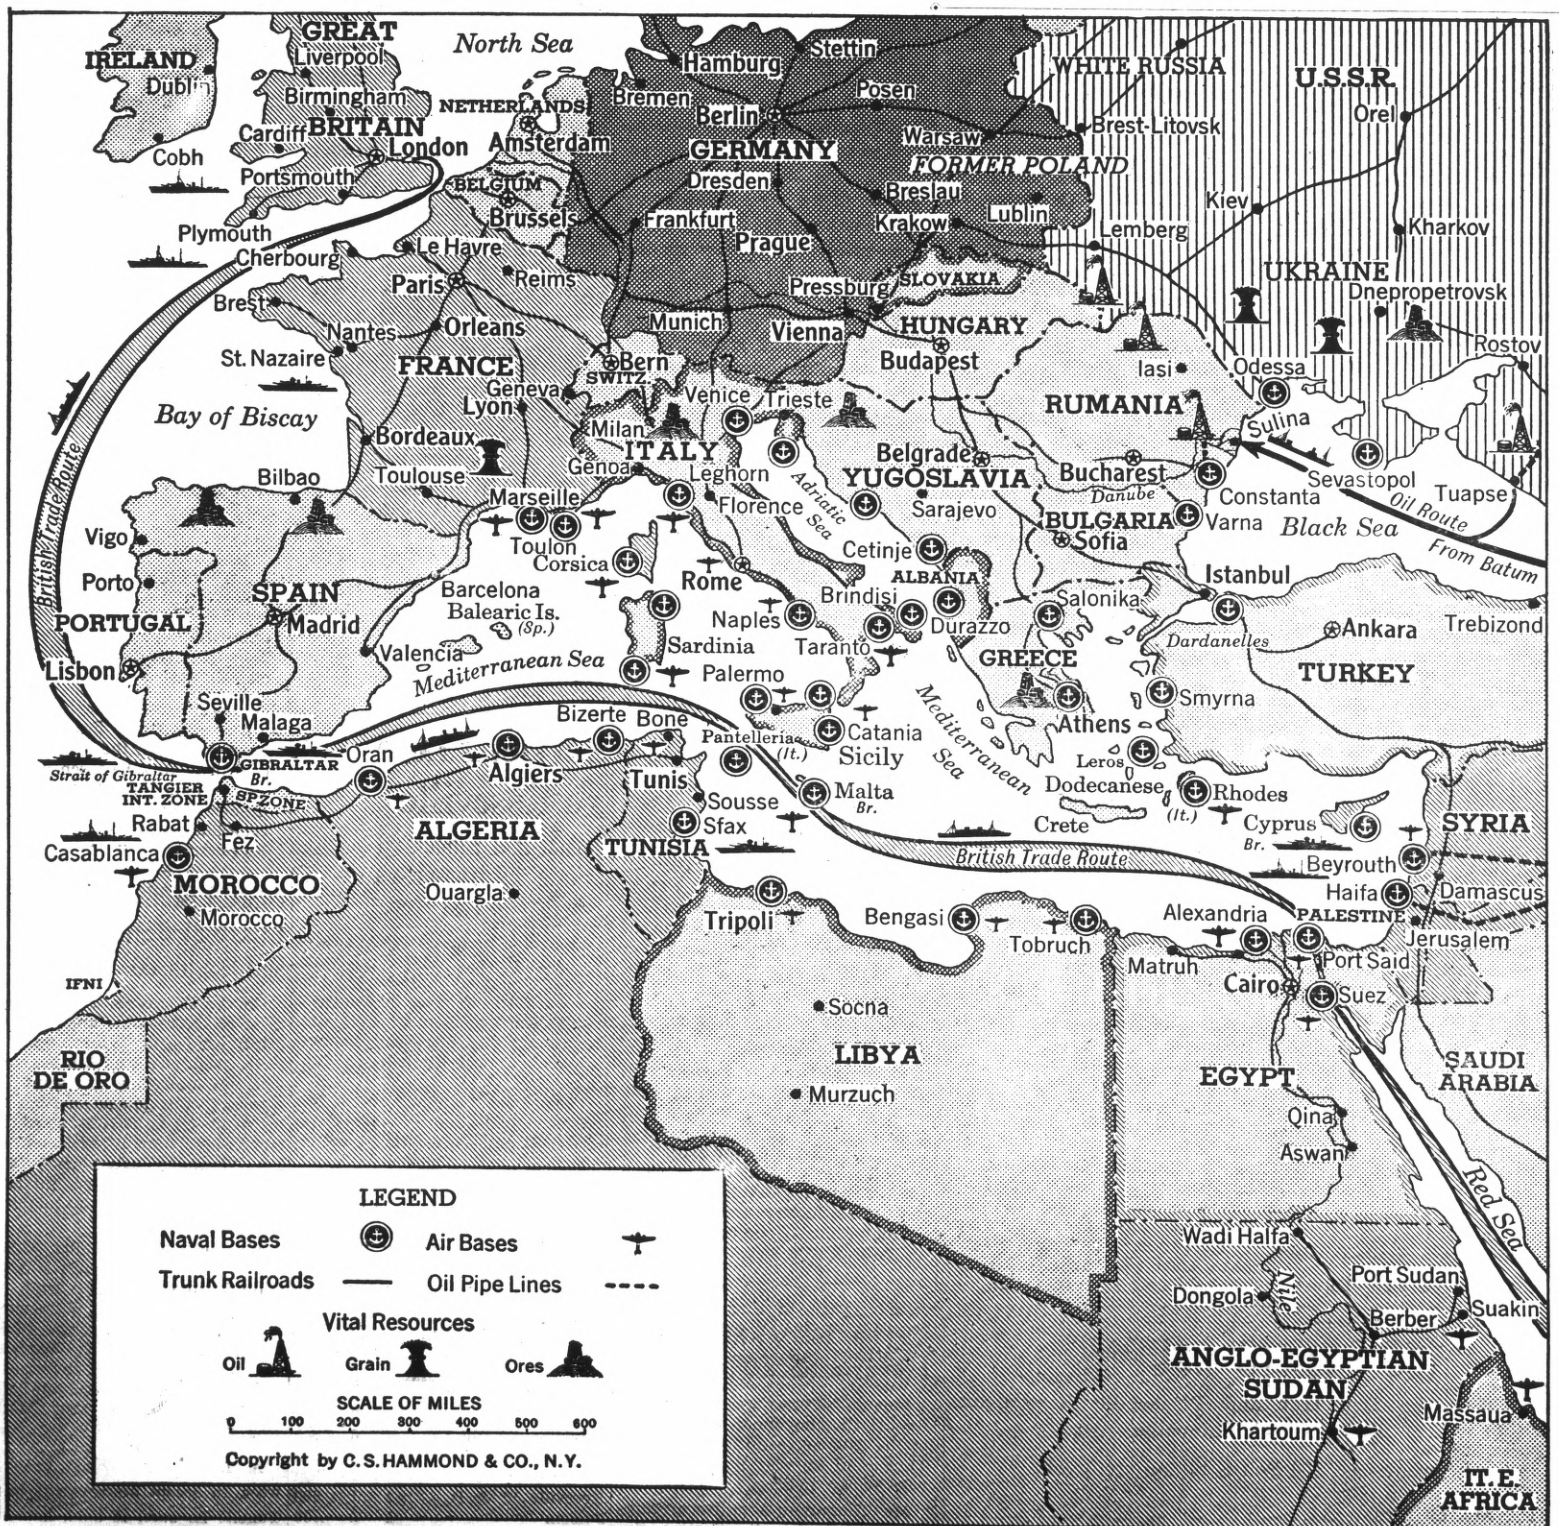 GREAT
IRELAND
Liverpool
Dublin
North Sea
Stettin
Hamburg
WHITE RUSSIA
U.S.S.R.
Birmingham
NETHERLANDS
Bremen
Berlin
Posen
Orel
Cardiff
BRITAIN
London
Amsterdam
GERMANY
Warsaw
Brest-Litovsk
Cobh
Portsmouth
BELGIUM
Dresden
FORMER POLAND
Breslau
Kiev
Brussels
Frankfurt
Krakow
Lublin
Plymouth
Lemberg
Kharkov
Cherbourg
Le Havre
Prague
Paris
Reims
Pressburg
SLOVAKIA
UKRAINE
Dnepropetrovsk
Brest
Nantes
Orleans
Munich
Vienna
HUNGARY
Rostov
St. Nazaire
FRANCE
Bern
SWITZ.
Budapest
Iasi
Odessa
Geneva
Lyon
Venice
Trieste
RUMANIA
Bay of Biscay
Milan
Sulina
Bordeaux
ITALY
Belgrade
Bilbao
Toulouse
Genoa
Leghorn
YUGOSLAVIA
Bucharest
Sevastopol
Marseille
Florence
Adriatic
Sea
Sarajevo
Danube
Constanta
Tuapse
Oil Route
From Batum
British Trade Route
Vigo
Toulon
Corsica
Cetinje
BULGARIA
Sofia
Varna
Black Sea
Porto
SPAIN
Barcelona
Rome
ALBANIA
Istanbul
PORTUGAL
Madrid
Balearic Is.
(Sp.)
Brindisi
Salonika
Naples
Durazzo
Ankara
Trebizond
Lisbon
Valencia
Sardinia
Taranto
Dardanelles
Mediterranean Sea
GREECE
TURKEY
Palermo
Mediterranean
Sea
Smyrna
Seville
Malaga
Bizerte
Bone
Catania
Athens
Pantelleria
(It.)
Sicily
GIBRALTAR
Br.
Oran
Algiers
Leros
Strait of Gibraltar
TANGIER
INT. ZONE
SP. ZONE
Tunis
Malta
Br.
Dodecanese
Rhodes
(It.)
Rabat
Fez
ALGERIA
Sousse
Sfax
Crete
Cyprus
Br.
SYRIA
Casablanca
TUNISIA
British Trade Route
Beyrouth
MOROCCO
Ouargla
Haifa
Damascus
Morocco
Tripoli
Bengasi
Tobruch
Alexandria
PALESTINE
Jerusalem
Matruh
Port Said
IFNI
Cairo
Suez
Socna
RIO
DE ORO
LIBYA
EGYPT
SAUDI
ARABIA
Murzuch
Qina
Aswan
Red Sea
LEGEND
Naval Bases
Air Bases
Wadi Halfa
Trunk Railroads
Oil Pipe Lines
Port Sudan
Dongola
Nile
Suakin
Vital Resources
Berber
Oil
Grain
Ores
ANGLO-EGYPTIAN
SUDAN
SCALE OF MILES
0 100 200 300 400 500 600
Massaua
Khartoum
Copyright by C.S. HAMMOND & CO., N.Y.
IT. E.
AFRICA